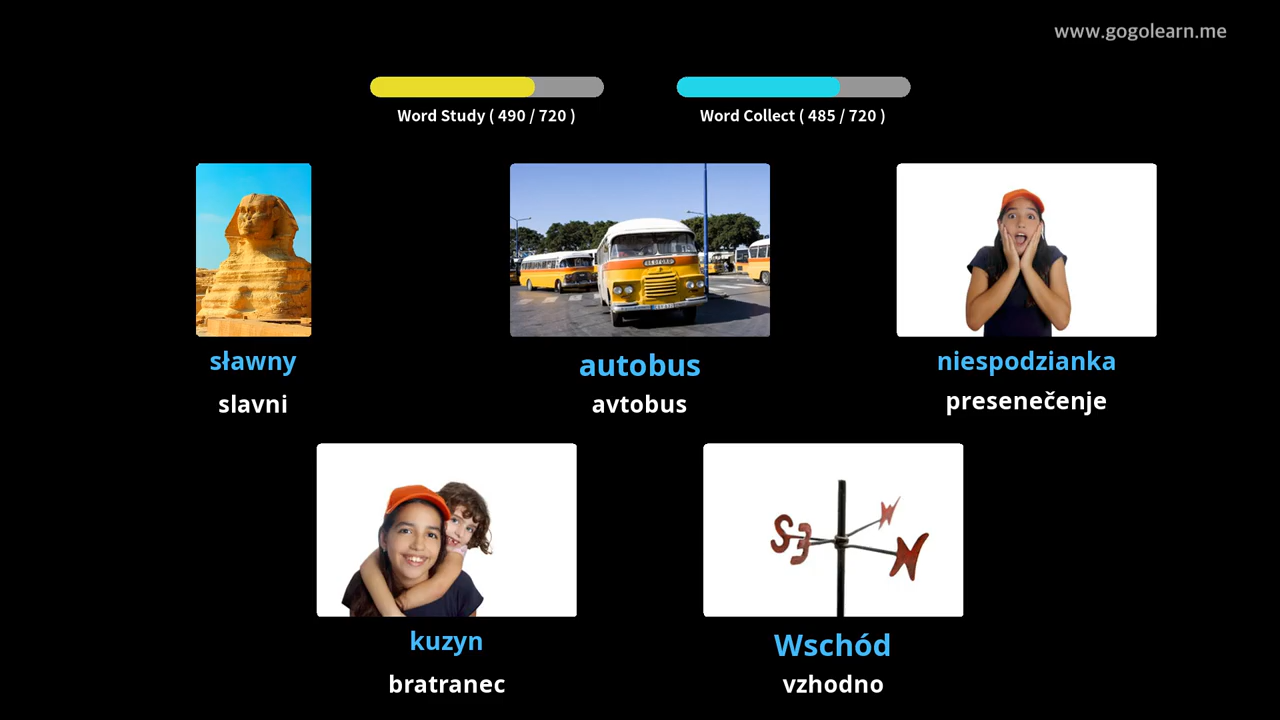 www.gogolearn.me
Word Study ( 490 / 720 )
Word Collect ( 485 / 720 )
sławny
autobus
niespodzianka
slavni
avtobus
presenečenje
kuzyn
Wschód
bratranec
vzhodno